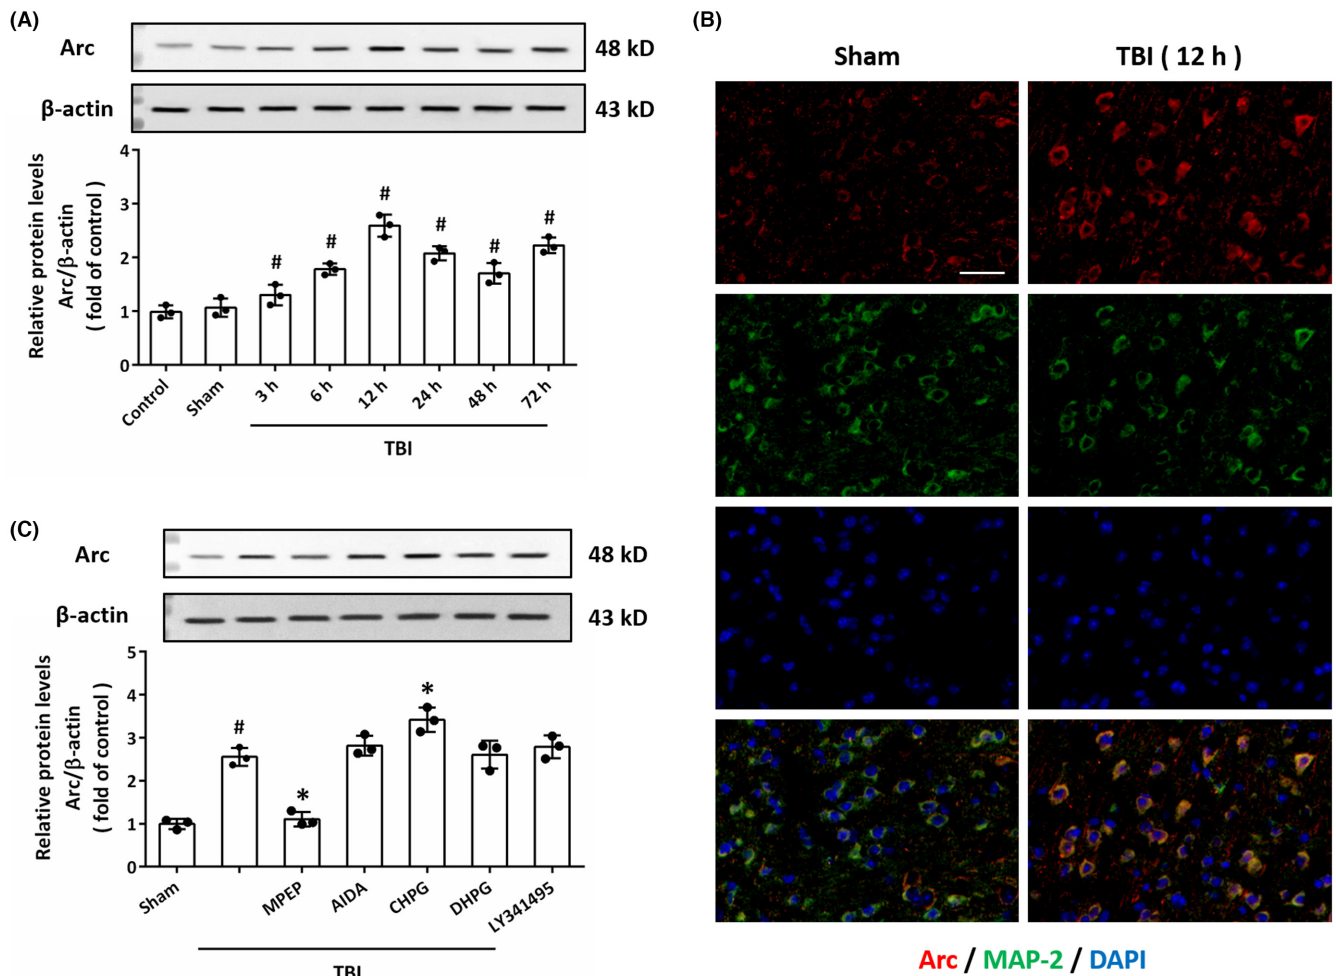 (A)
Arc
48 kD
β-actin
43 kD
Relative protein levels
Arc/β-actin
( fold of control )
4
3
2
1
0
#
#
#
#
#
#
Control
Sham
3 h
6 h
12 h
24 h
48 h
72 h
TBI
(B)
Sham
TBI ( 12 h )
Arc / MAP-2 / DAPI
(C)
Arc
48 kD
β-actin
43 kD
Relative protein levels
Arc/β-actin
( fold of control )
5
4
3
2
1
0
#
*
*
Sham
MPEP
AIDA
CHPG
DHPG
LY341495
TBI